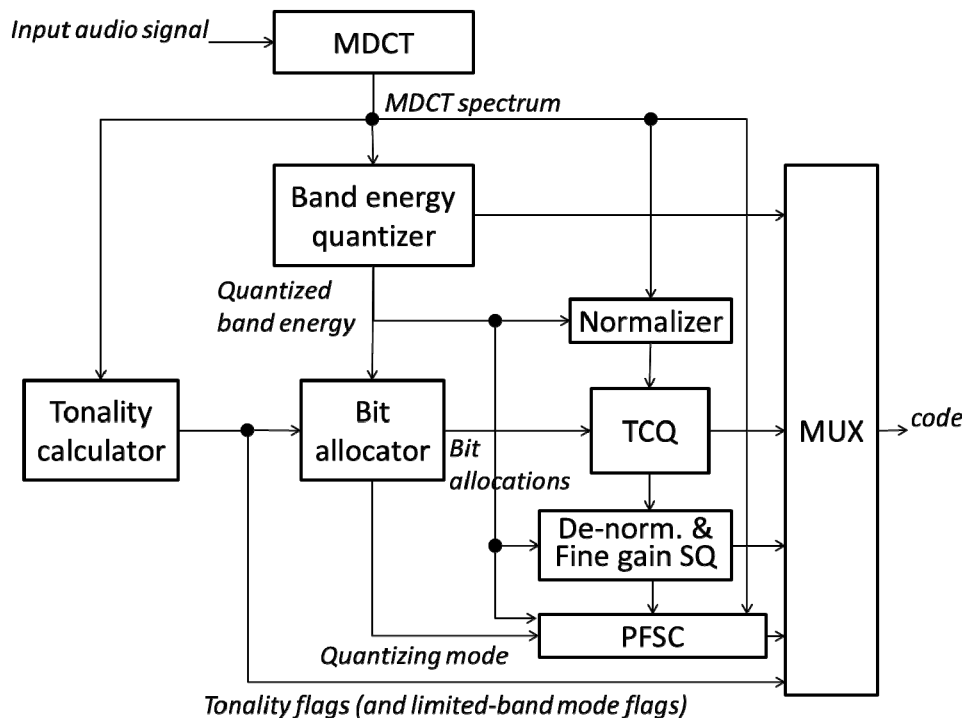 Input audio signal
MDCT
MDCT spectrum
Band energy
quantizer
Quantized
band energy
Normalizer
Tonality
calculator
Bit
allocator
Bit
allocations
TCQ
MUX
code
De-norm. &
Fine gain SQ
PFSC
Quantizing mode
Tonality flags (and limited-band mode flags)